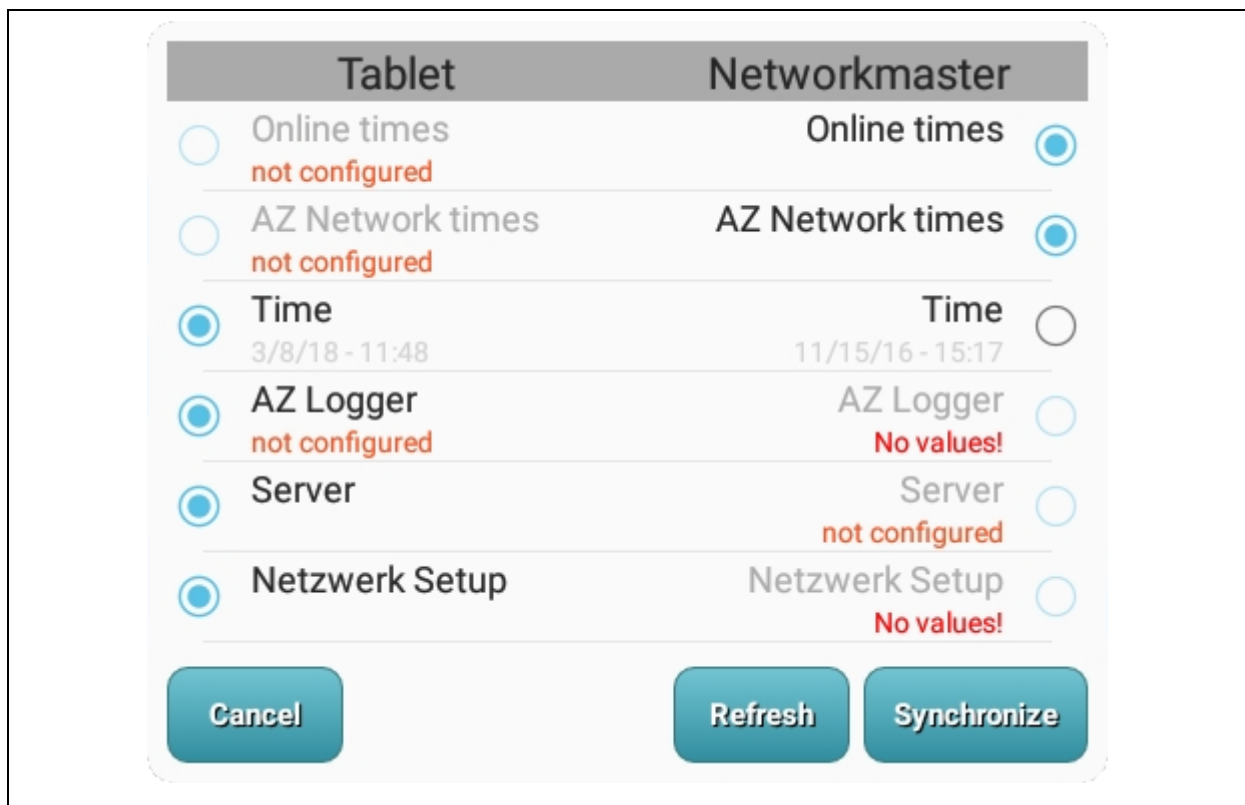 Tablet Networkmaster
Online times Online times
not configured
AZ Network times AZ Network times
not configured
Time Time
3/8/18 - 11:48 11/15/16 - 15:17
AZ Logger AZ Logger
not configured No values!
Server Server
not configured
Netzwerk Setup Netzwerk Setup
No values!
Cancel Refresh Synchronize